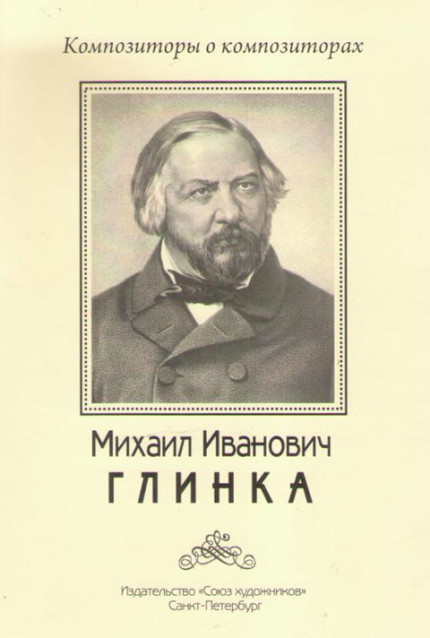 Композиторы о композиторах
Михаил Иванович
ГЛИНКА
Издательство «Союз художников»
Санкт-Петербург